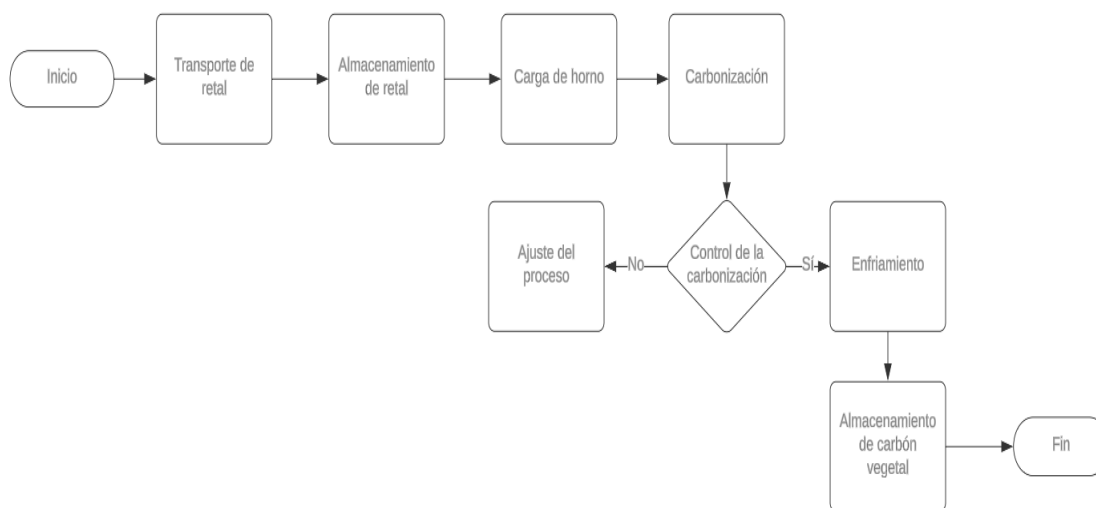 Inicio
Transporte de
retal
Almacenamiento
de retal
Carga de horno
Carbonización
Ajuste del
proceso
No
Control de la
carbonización
Sí
Enfriamiento
Almacenamiento
de carbón
vegetal
Fin